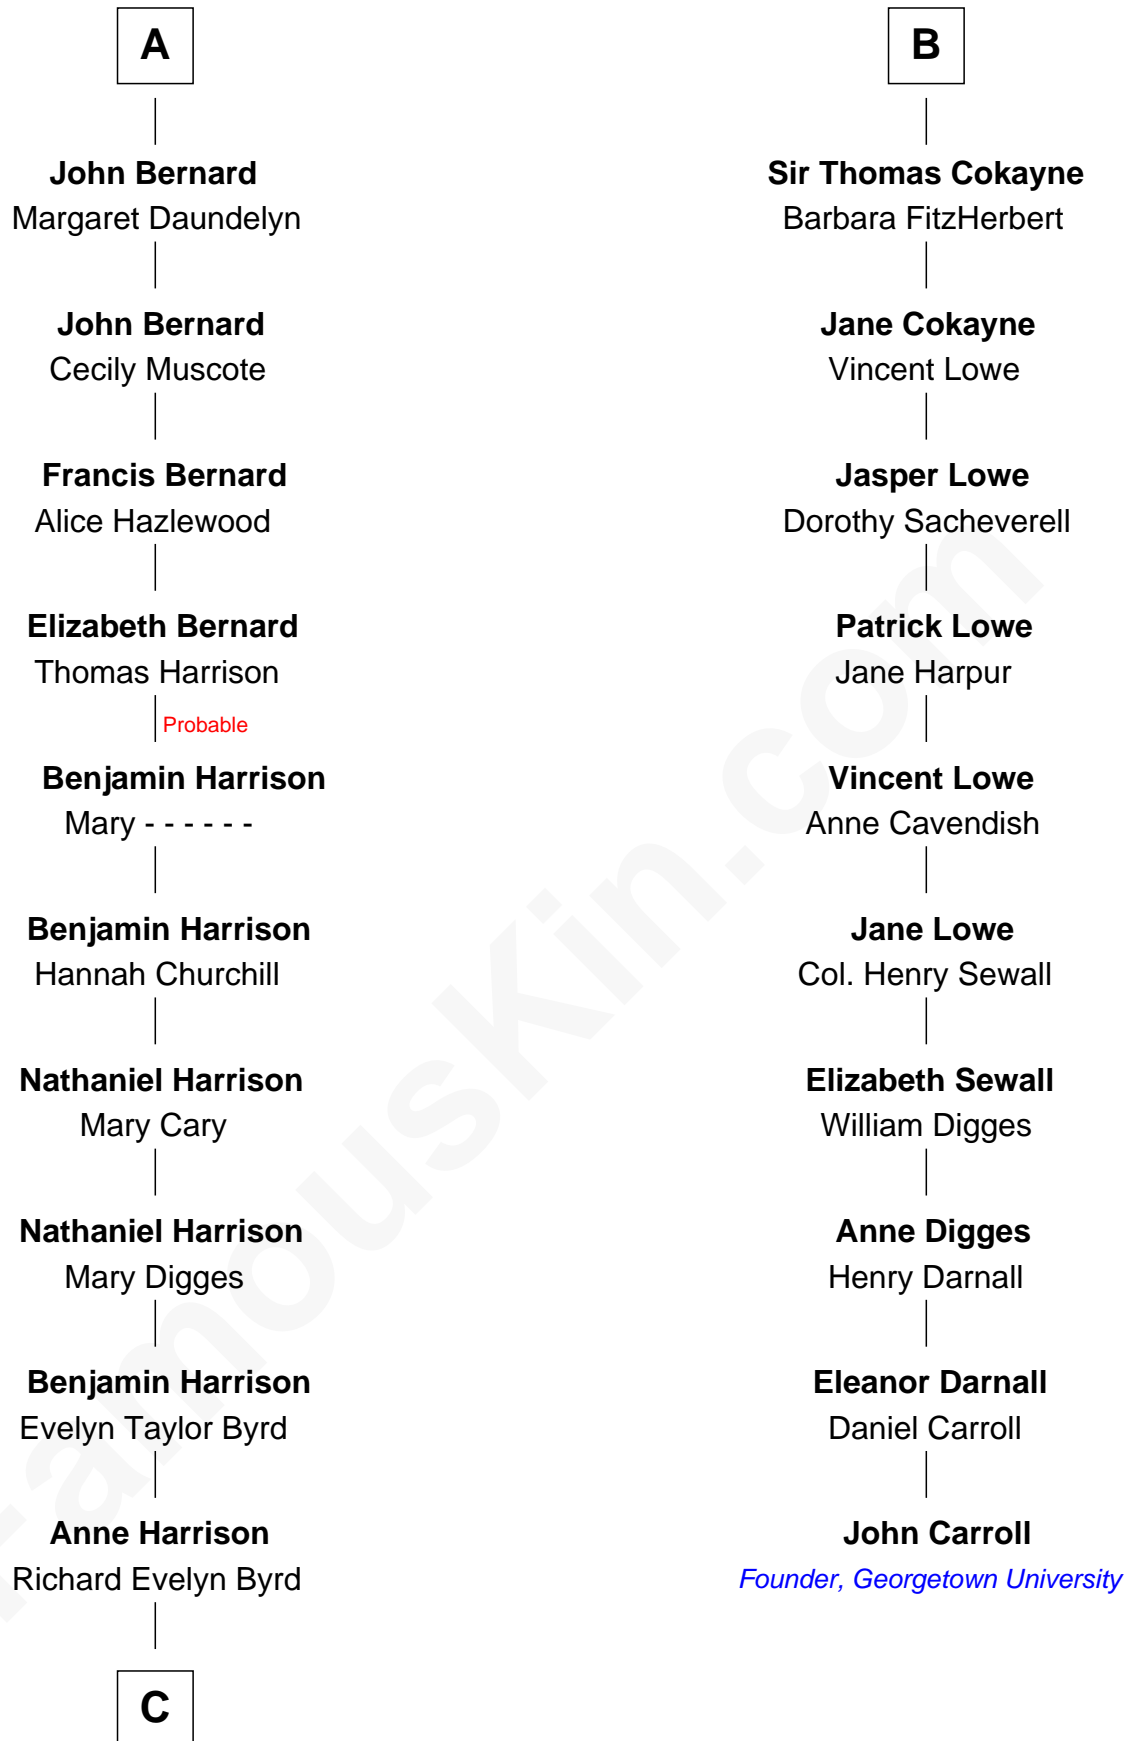 A
John Bernard
Margaret Daundelyn
John Bernard
Cecily Muscote
Francis Bernard
Alice Hazlewood
Elizabeth Bernard
Thomas Harrison
Probable
Benjamin Harrison
Mary - - - - - -
Benjamin Harrison
Hannah Churchill
Nathaniel Harrison
Mary Cary
Nathaniel Harrison
Mary Digges
Benjamin Harrison
Evelyn Taylor Byrd
Anne Harrison
Richard Evelyn Byrd
C
B
Sir Thomas Cokayne
Barbara FitzHerbert
Jane Cokayne
Vincent Lowe
Jasper Lowe
Dorothy Sacheverell
Patrick Lowe
Jane Harpur
Vincent Lowe
Anne Cavendish
Jane Lowe
Col. Henry Sewall
Elizabeth Sewall
William Digges
Anne Digges
Henry Darnall
Eleanor Darnall
Daniel Carroll
John Carroll
Founder, Georgetown University
FamousKin.com